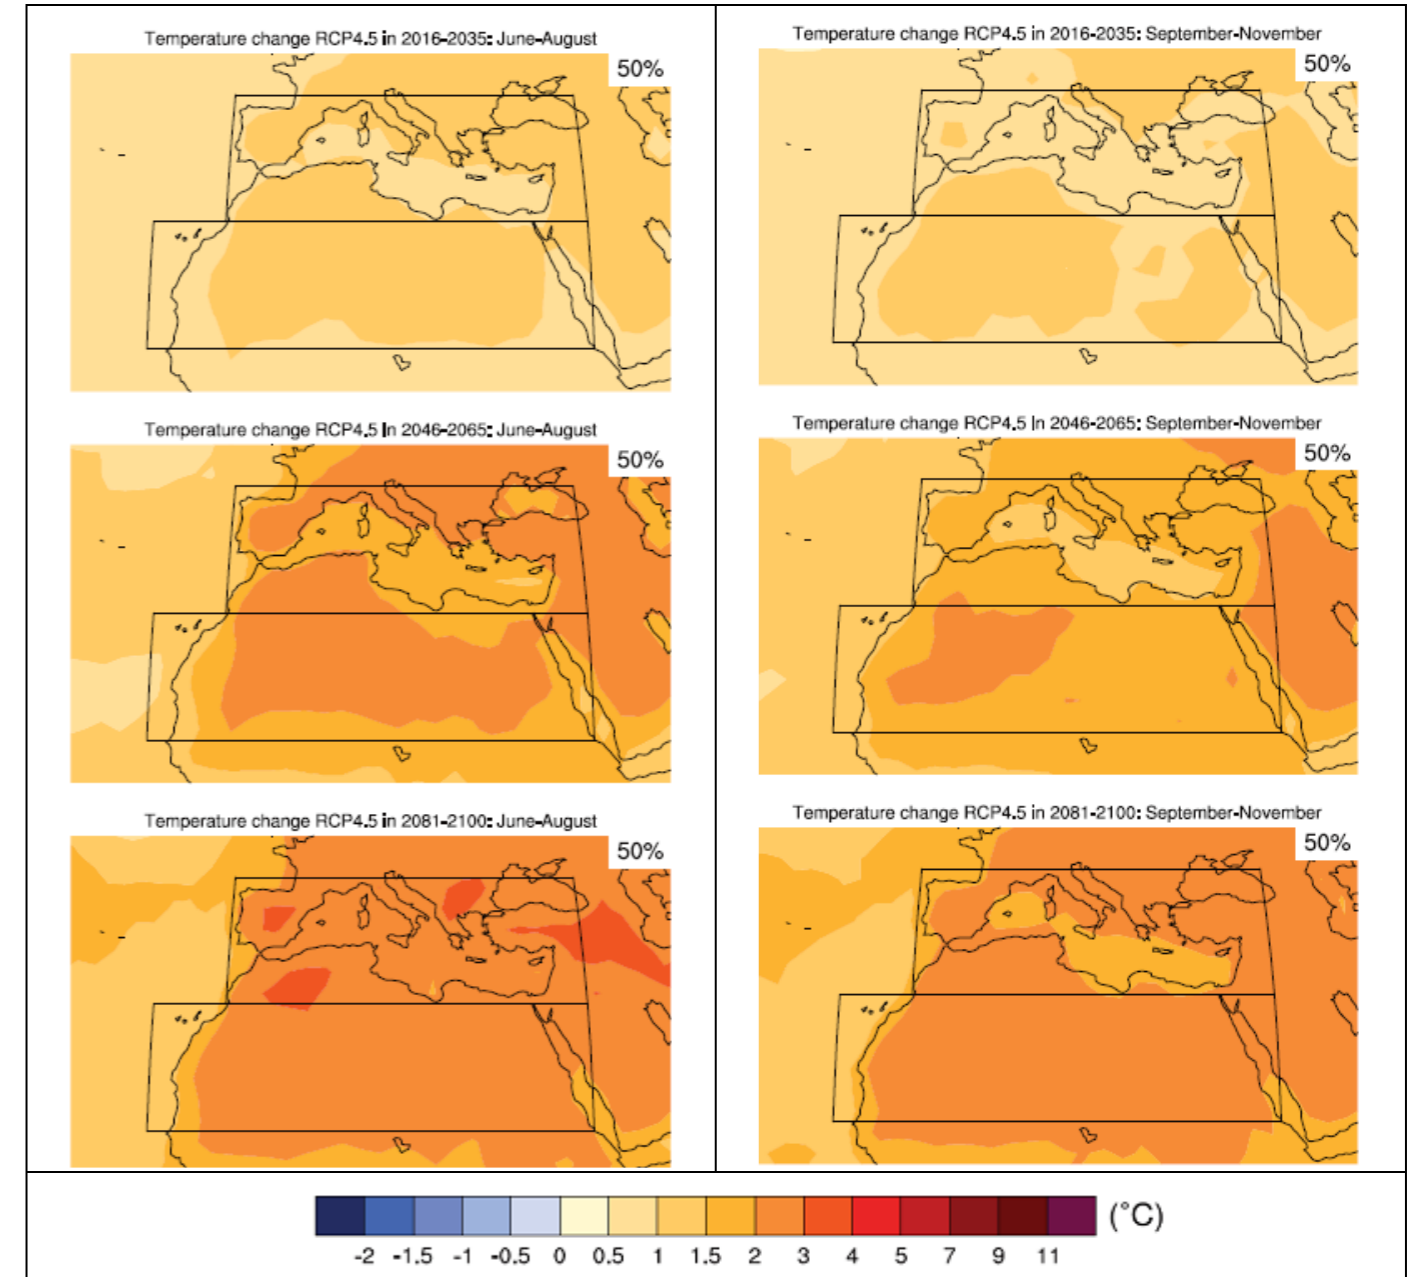 Temperature change RCP4.5 in 2016-2035: June-August
50%
Temperature change RCP4.5 in 2016-2035: September-November
50%
Temperature change RCP4.5 in 2046-2065: June-August
50%
Temperature change RCP4.5 in 2046-2065: September-November
50%
Temperature change RCP4.5 in 2081-2100: June-August
50%
Temperature change RCP4.5 in 2081-2100: September-November
50%
-2 -1.5 -1 -0.5 0 0.5 1 1.5 2 3 4 5 7 9 11 (°C)